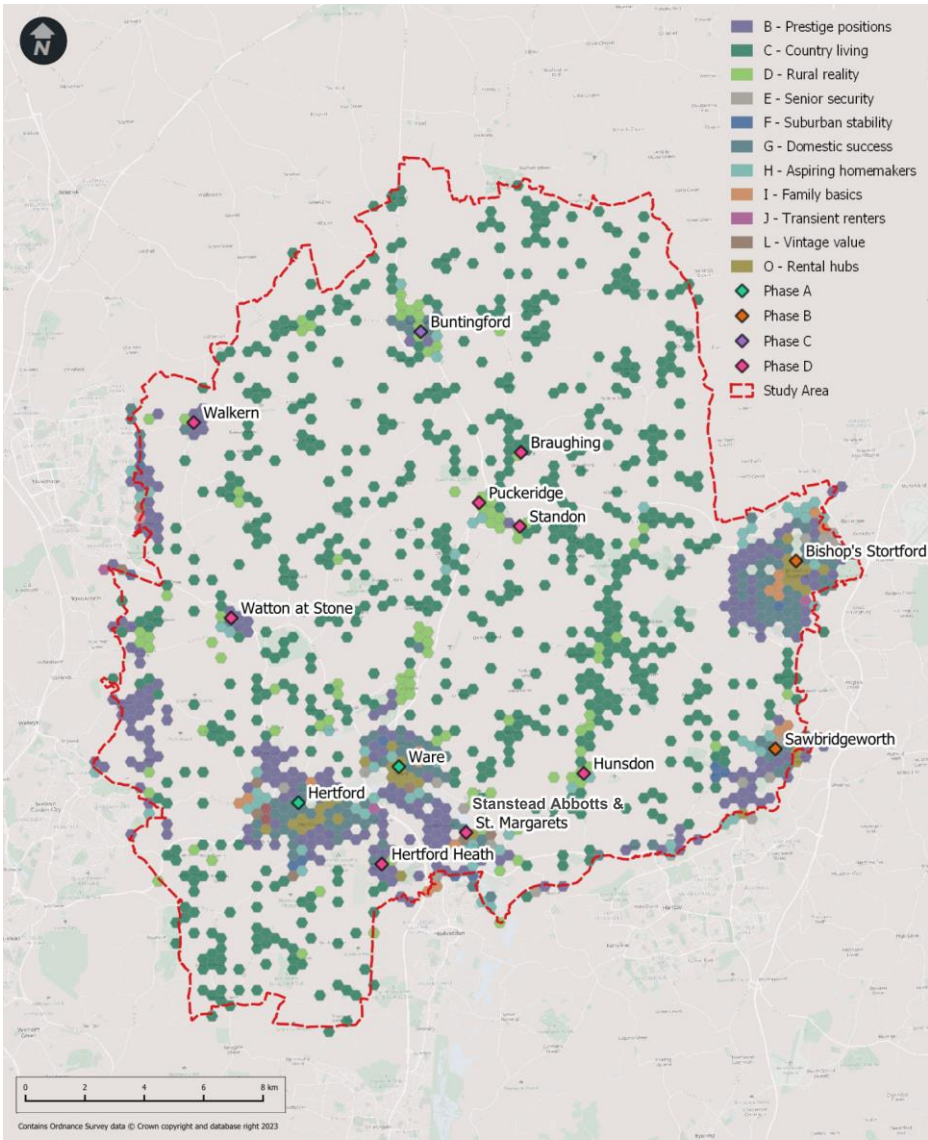 N
B - Prestige positions
C - Country living
D - Rural reality
E - Senior security
F - Suburban stability
G - Domestic success
H - Aspiring homemakers
I - Family basics
J - Transient renters
L - Vintage value
O - Rental hubs
Phase A
Phase B
Phase C
Phase D
Study Area
Buntingford
Walkern
Braughing
Puckeridge
Standon
Bishop's Stortford
Watton at Stone
Sawbridgeworth
Ware
Hunsdon
Hertford
Stanstead Abbotts &
St. Margarets
Hertford Heath
0 2 4 6 8 km
Contains Ordnance Survey data © Crown copyright and database right 2023